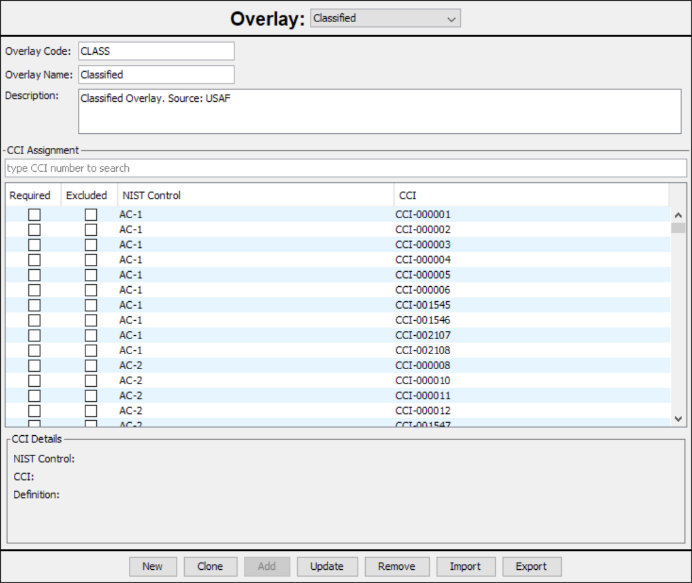 Overlay: Classified
Overlay Code: CLASS
Overlay Name: Classified
Description: Classified Overlay. Source: USAF
CCI Assignment
type CCI number to search
Required Excluded NIST Control CCI
AC-1 CCI-000001
AC-1 CCI-000002
AC-1 CCI-000003
AC-1 CCI-000004
AC-1 CCI-000005
AC-1 CCI-000006
AC-1 CCI-001545
AC-1 CCI-001546
AC-1 CCI-002107
AC-1 CCI-002108
AC-2 CCI-000008
AC-2 CCI-000010
AC-2 CCI-000011
AC-2 CCI-000012
AC-2 CCI-001547
CCI Details
NIST Control:
CCI:
Definition:
New Clone Add Update Remove Import Export